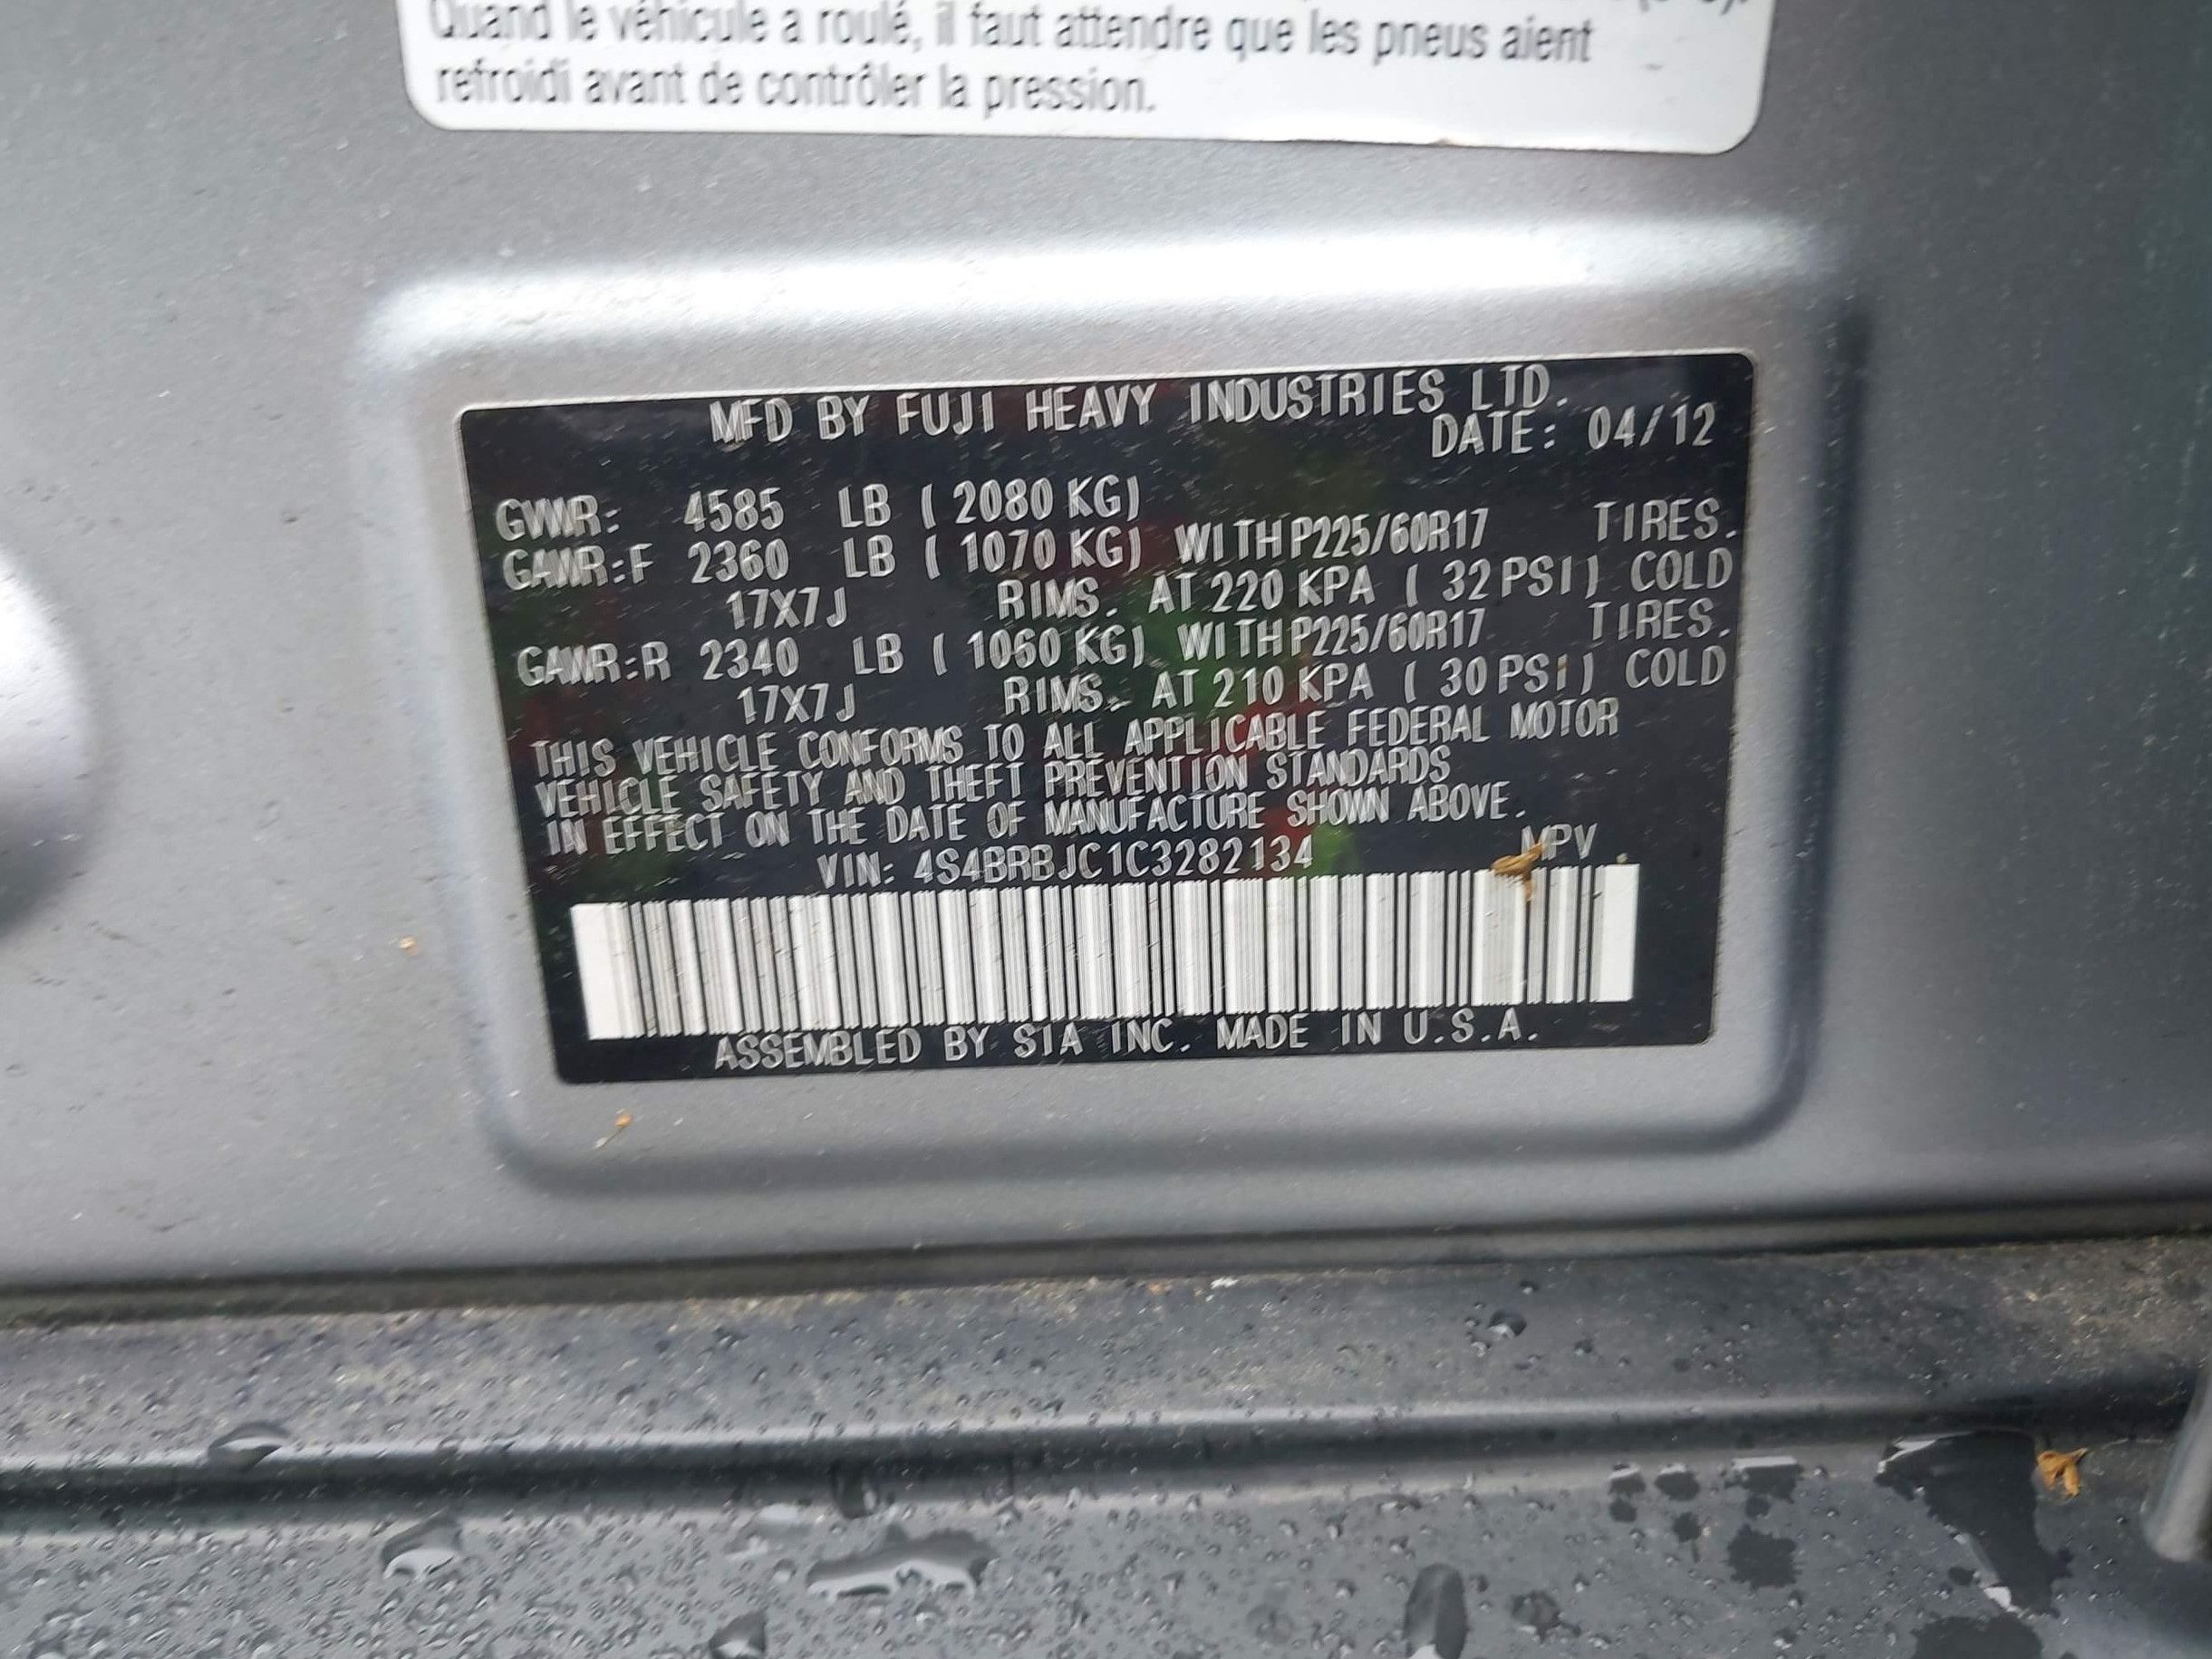 Quand le véhicule a roulé, il faut attendre que les pneus aient
refroidi avant de contrôler la pression.
MFD BY FUJI HEAVY INDUSTRIES LTD.
DATE: 04/12
GVWR: 4585 LB ( 2080 KG)
GAWR:F 2360 LB ( 1070 KG) WITH P225/60R17 TIRES.
17X7J RIMS. AT 220 KPA ( 32 PSI) COLD
GAWR:R 2340 LB ( 1060 KG) WITH P225/60R17 TIRES.
17X7J RIMS. AT 210 KPA ( 30 PSI) COLD
THIS VEHICLE CONFORMS TO ALL APPLICABLE FEDERAL MOTOR
VEHICLE SAFETY AND THEFT PREVENTION STANDARDS
IN EFFECT ON THE DATE OF MANUFACTURE SHOWN ABOVE.
VIN: 4S4BRBJC1C3282134 MPV
ASSEMBLED BY SIA INC. MADE IN U.S.A.